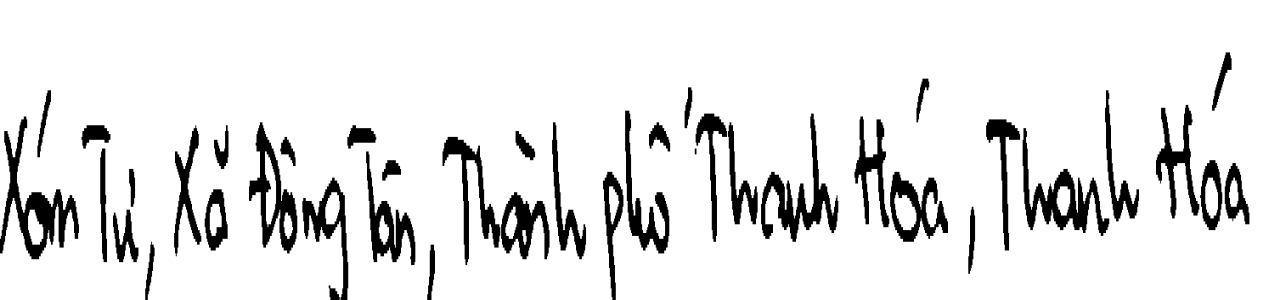 Xóm Tú, Xã Đông Tân, Thành phố Thanh Hóa, Thanh Hóa